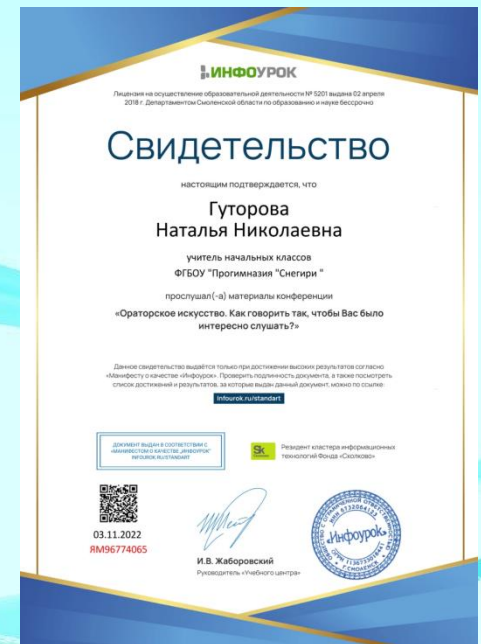 ИНФОУРОК
Лицензия на осуществление образовательной деятельности № 5201 выдана 02 апреля
2018 г. Департаментом Смоленской области по образованию и науке бессрочно
Свидетельство
настоящим подтверждается, что
Гуторова
Наталья Николаевна
учитель начальных классов
ФГБОУ "Прогимназия "Снегири "
прослушал(-а) материалы конференции
«Ораторское искусство. Как говорить так, чтобы Вас было
интересно слушать?»
Данное свидетельство выдаётся только при достижении высоких результатов согласно
«Манифесту о качестве «Инфоурок». Проверить подлинность документа, а также посмотреть
список достижений и результатов, за которые выдан данный документ, можно по ссылке:
infourok.ru/standart
ДОКУМЕНТ ВЫДАН В СООТВЕТСТВИИ С
«МАНИФЕСТОМ О КАЧЕСТВЕ „ИНФОУРОК"
INFOUROK.RU/STANDART
Sk
Резидент кластера информационных
технологий Фонда «Сколково»
03.11.2022
RM96774065
И.В. Жаборовский
Руководитель «Учебного центра»
«Инфоурок»